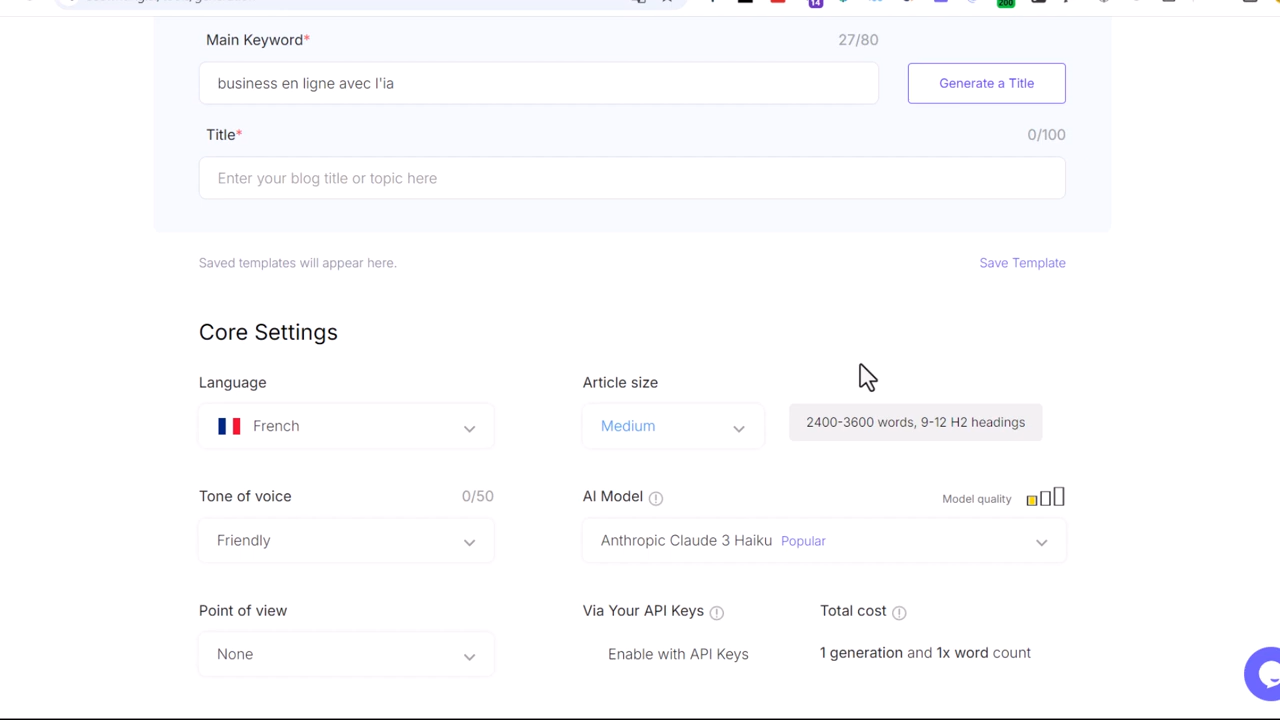 14
200
Main Keyword*
27/80
business en ligne avec l'ia
Generate a Title
Title*
0/100
Enter your blog title or topic here
Saved templates will appear here.
Save Template
Core Settings
Language
Article size
French
Medium
2400-3600 words, 9-12 H2 headings
Tone of voice
0/50
AI Model
Model quality
Friendly
Anthropic Claude 3 Haiku Popular
Point of view
Via Your API Keys
Total cost
None
Enable with API Keys
1 generation and 1x word count